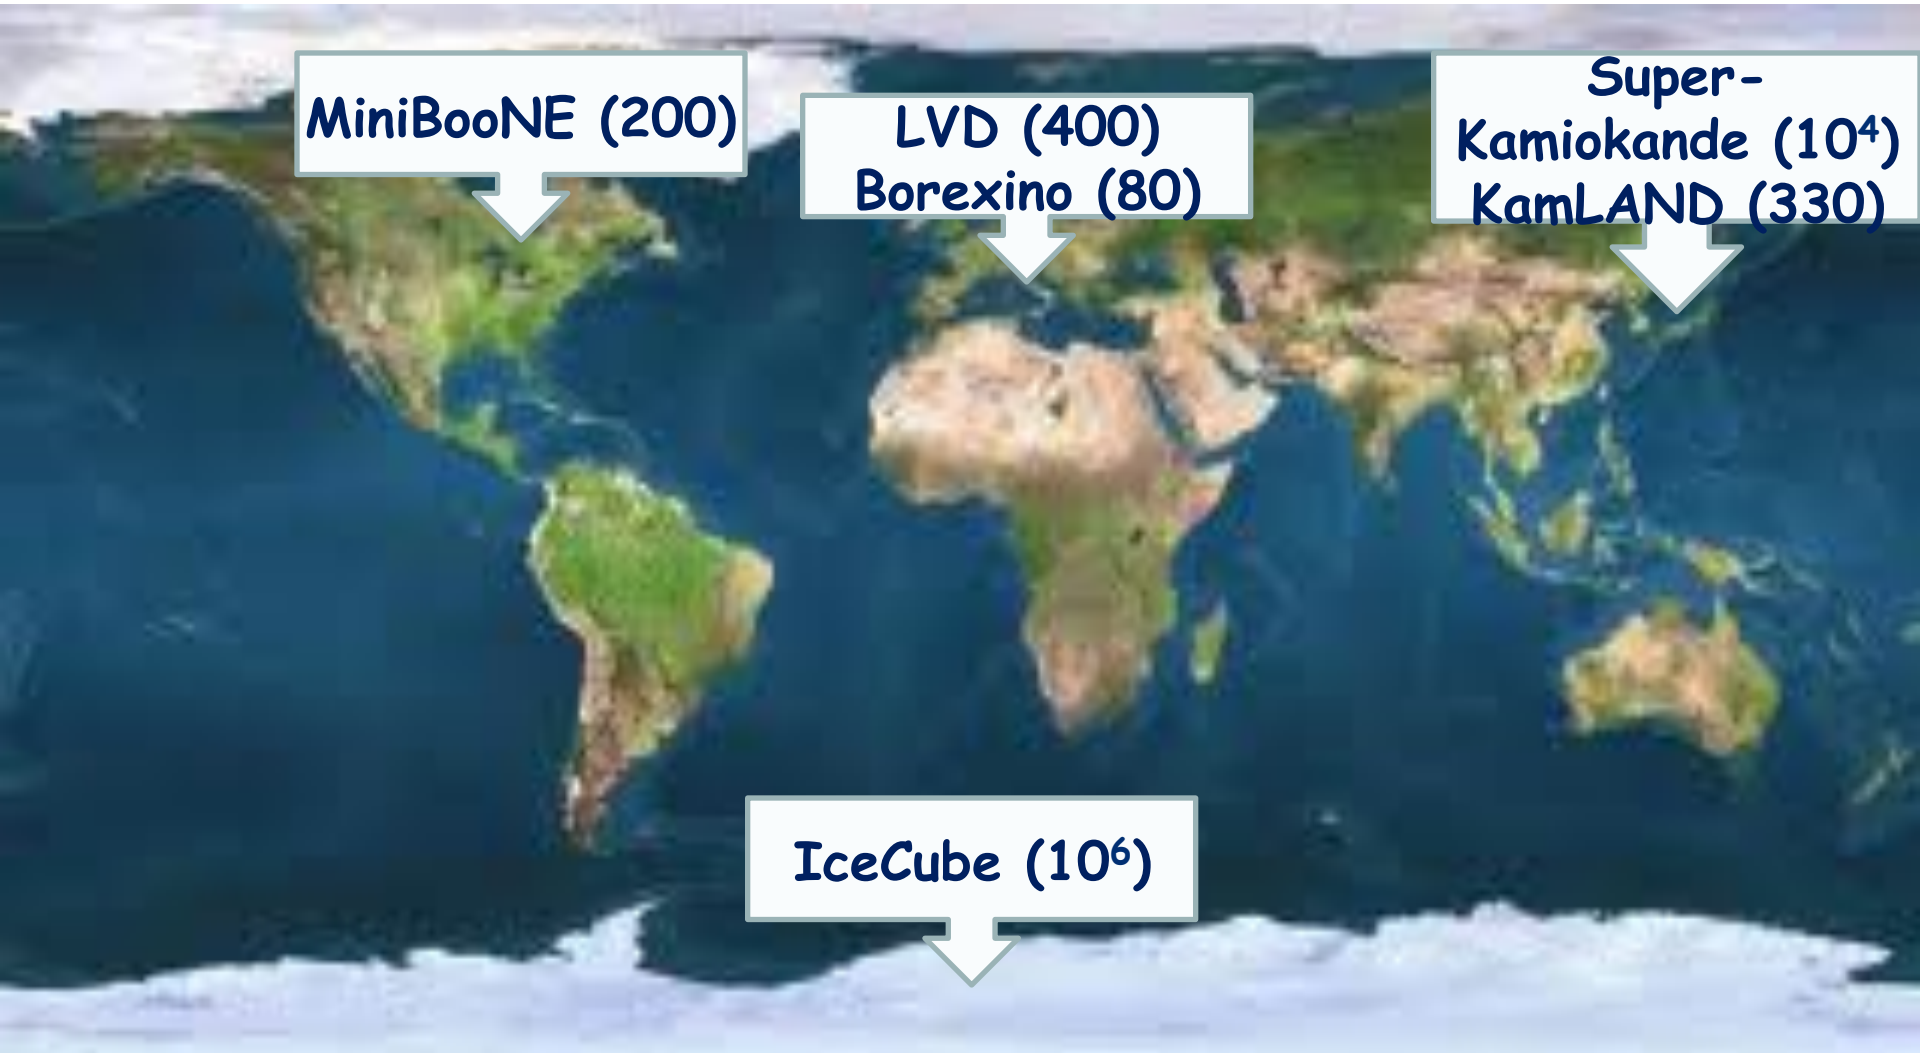 MiniBooNE (200)
LVD (400)
Borexino (80)
Super-
Kamiokande (10⁴)
KamLAND (330)
IceCube (10⁶)